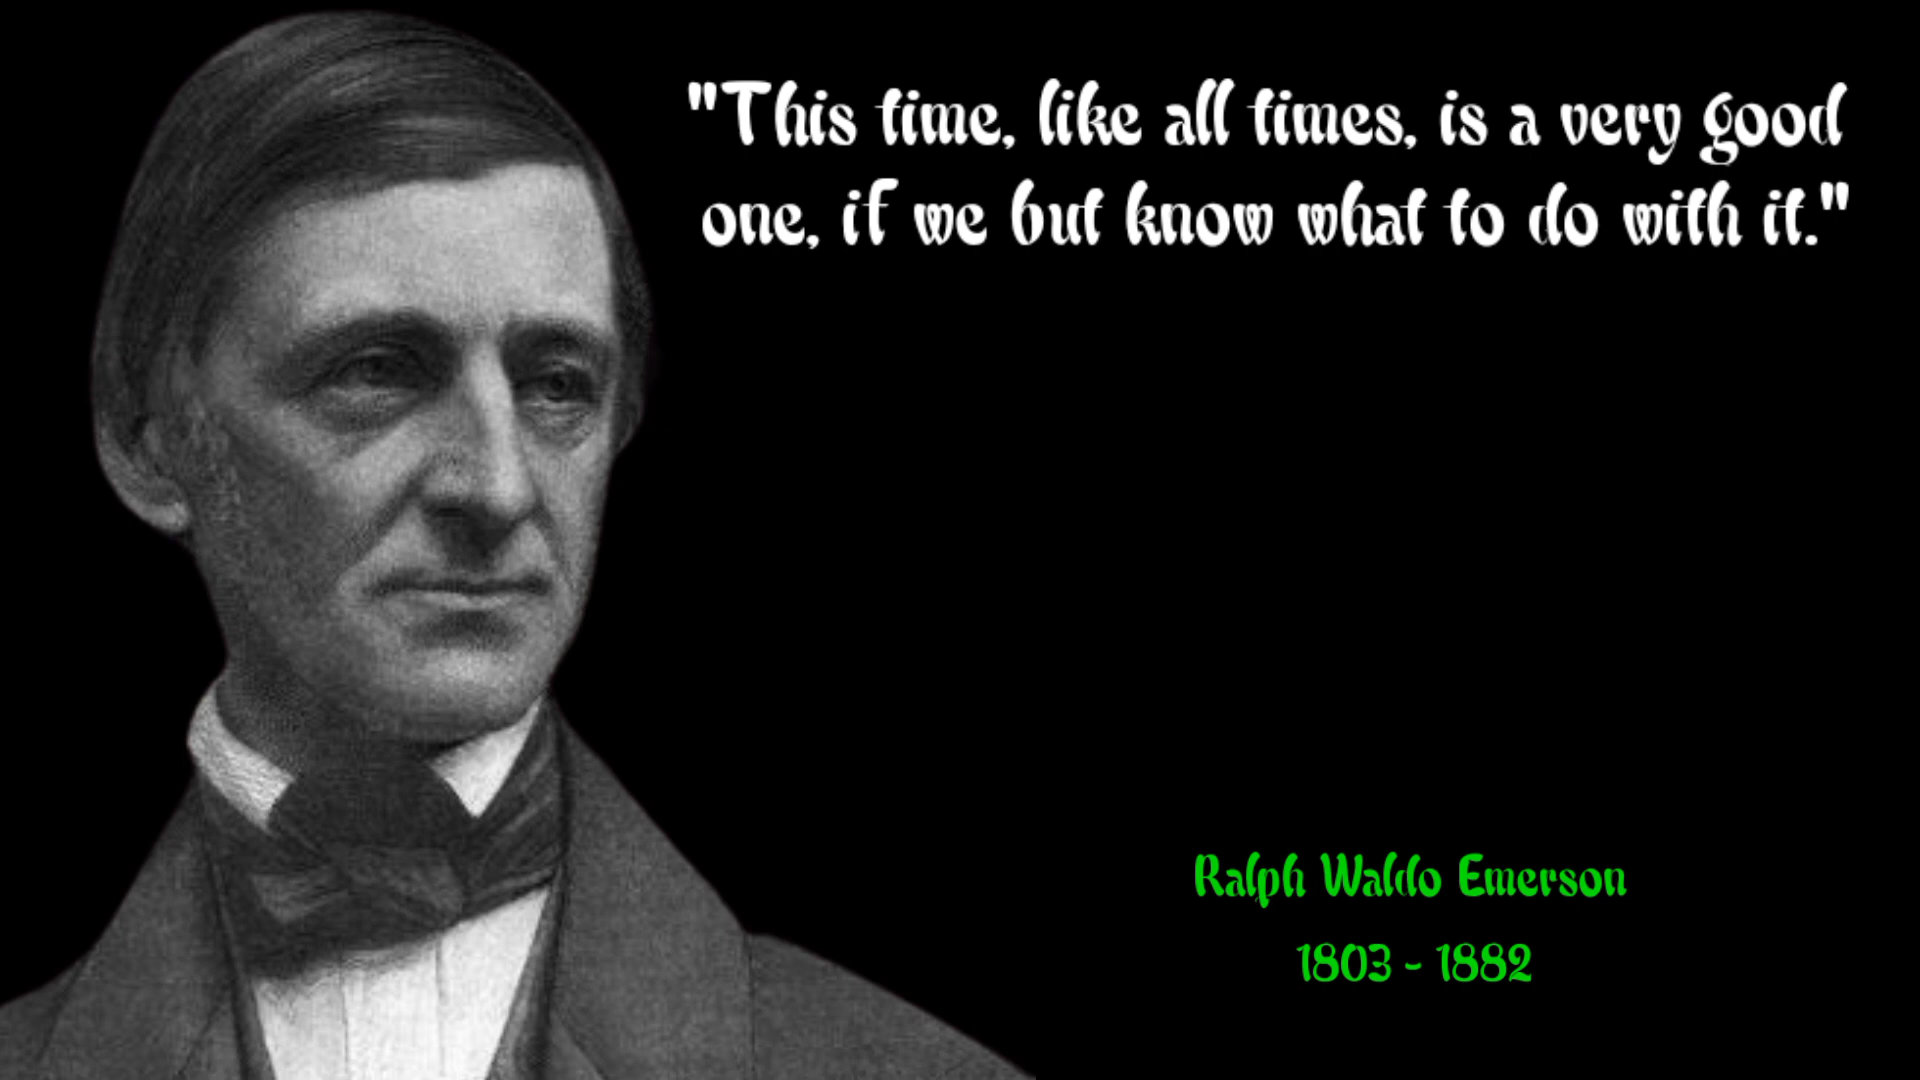 "This time, like all times, is a very good
one, if we but know what to do with it."
Ralph Waldo Emerson
1803 - 1882